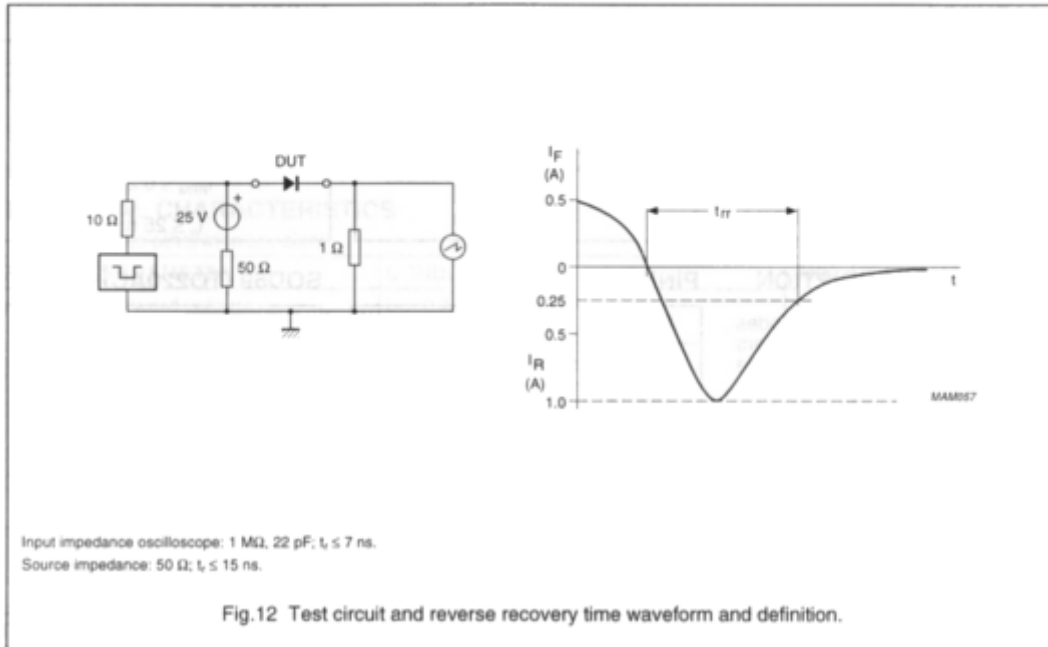 DUT
10 Ω
25 V
+
50 Ω
1 Ω
I_F
(A)
0.5
t_rr
0
t
0.25
0.5
I_R
(A)
1.0
MAM057
Input impedance oscilloscope: 1 MΩ, 22 pF; t_r ≤ 7 ns.
Source impedance: 50 Ω; t_r ≤ 15 ns.
Fig.12 Test circuit and reverse recovery time waveform and definition.